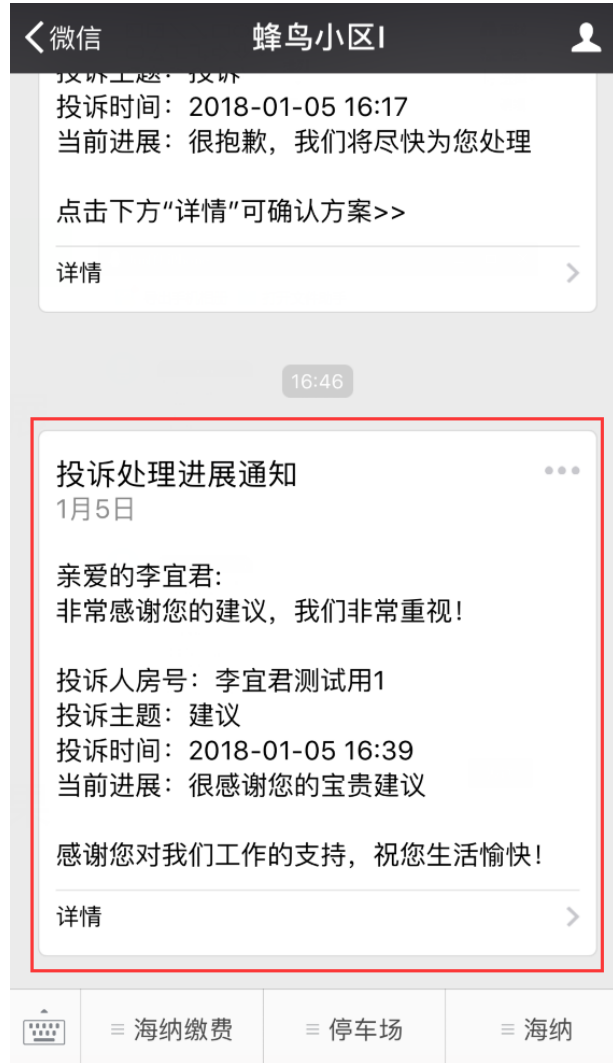 微信
蜂鸟小区I
投诉主题：投诉
投诉时间：2018-01-05 16:17
当前进展：很抱歉，我们将尽快为您处理
点击下方“详情”可确认方案>>
详情
16:46
投诉处理进展通知
1月5日
亲爱的李宜君:
非常感谢您的建议，我们非常重视！
投诉人房号：李宜君测试用1
投诉主题：建议
投诉时间：2018-01-05 16:39
当前进展：很感谢您的宝贵建议
感谢您对我们工作的支持，祝您生活愉快！
详情
海纳缴费
停车场
海纳